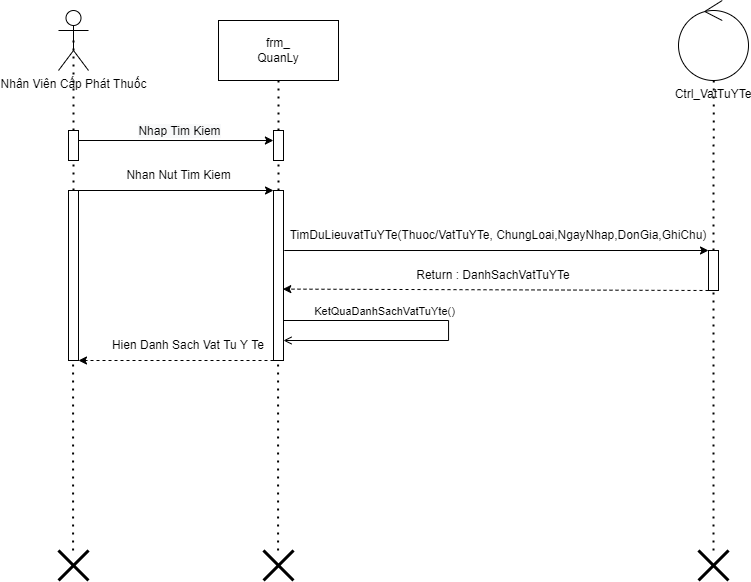 frm_
QuanLy
Nhân Viên Cấp Phát Thuốc
Ctrl_VatTuYTe
Nhap Tim Kiem
Nhan Nut Tim Kiem
TimDuLieuvatTuYTe(Thuoc/VatTuYTe, ChungLoai,NgayNhap,DonGia,GhiChu)
Return : DanhSachVatTuYTe
KetQuaDanhSachVatTuYte()
Hien Danh Sach Vat Tu Y Te